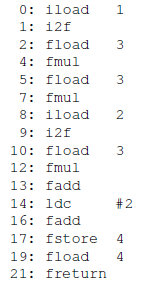 0: iload 1
1: i2f
2: fload 3
4: fmul
5: fload 3
7: fmul
8: iload 2
9: i2f
10: fload 3
12: fmul
13: fadd
14: ldc #2
16: fadd
17: fstore 4
19: fload 4
21: freturn